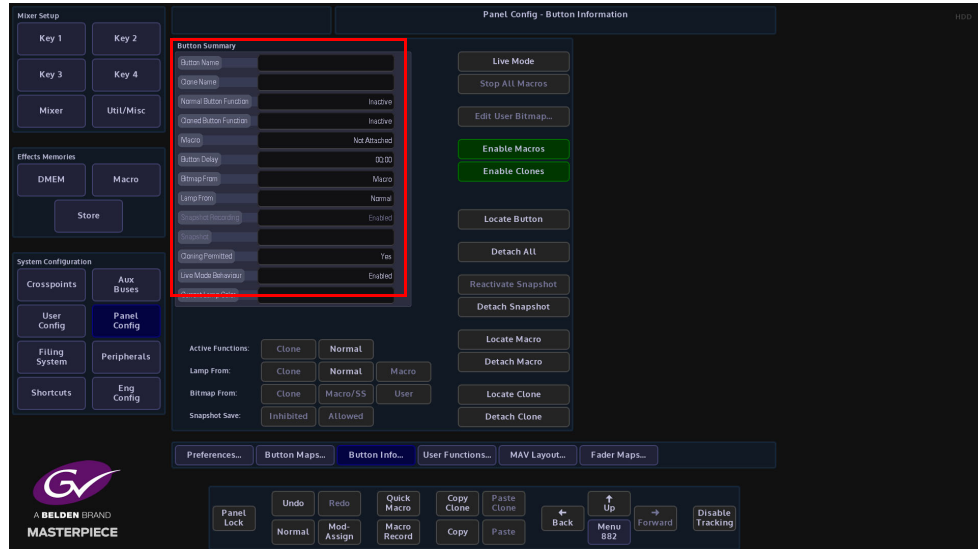 Mixer Setup
Panel Config - Button Information
HDD
Key 1
Key 2
Key 3
Key 4
Mixer
Util/Misc
Effects Memories
DMEM
Macro
Store
System Configuration
Crosspoints
Aux
Buses
User
Config
Panel
Config
Filing
System
Peripherals
Shortcuts
Eng
Config
Button Summary
Button Name
Clone Name
Normal Button Function
Inactive
Cloned Button Function
Inactive
Macro
Not Attached
Button Delay
00:00
Bitmap From
Macro
Lamp From
Normal
Snapshot Recording
Enabled
Snapshot
Cloning Permitted
Yes
Live Mode Behaviour
Enabled
Current Lamp Color
Active Functions:
Clone
Normal
Lamp From:
Clone
Normal
Macro
Bitmap From:
Clone
Macro/SS
User
Snapshot Save:
Inhibited
Allowed
Live Mode
Stop All Macros
Edit User Bitmap...
Enable Macros
Enable Clones
Locate Button
Detach All
Reactivate Snapshot
Detach Snapshot
Locate Macro
Detach Macro
Locate Clone
Detach Clone
Preferences...
Button Maps...
Button Info...
User Functions...
MAV Layout...
Fader Maps...
GV
A BELDEN BRAND
MASTERPIECE
Panel
Lock
Undo
Redo
Quick
Macro
Copy
Clone
Paste
Clone
Normal
Mod-
Assign
Macro
Record
Copy
Paste
←
Back
↑
Up
Menu
882
→
Forward
Disable
Tracking